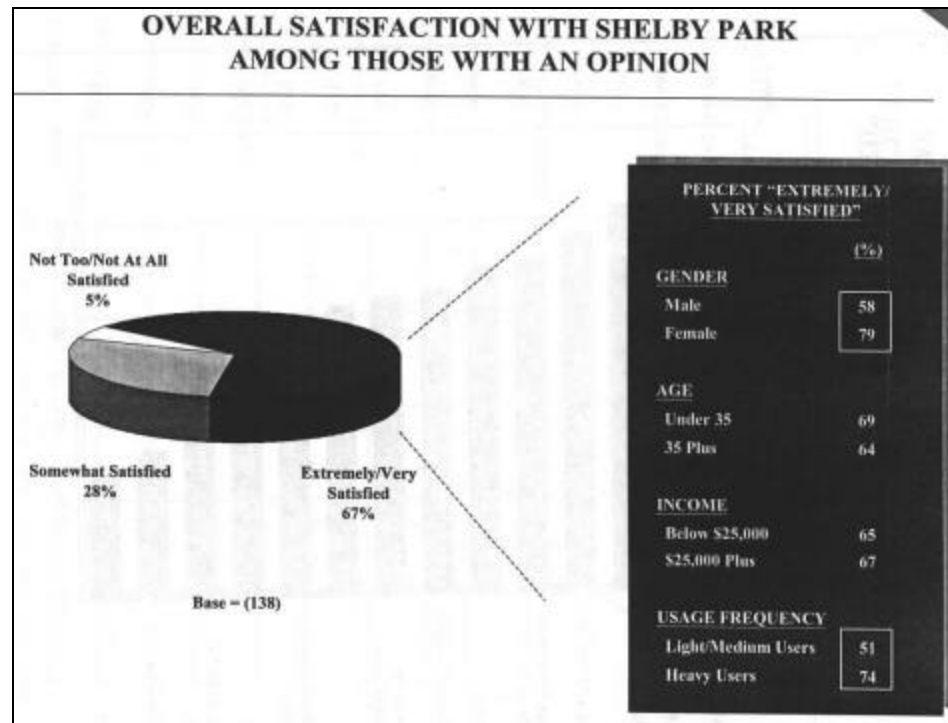 OVERALL SATISFACTION WITH SHELBY PARK
AMONG THOSE WITH AN OPINION
Not Too/Not At All
Satisfied
5%
Somewhat Satisfied
28%
Extremely/Very
Satisfied
67%
Base = (138)
PERCENT “EXTREMELY/
VERY SATISFIED”
(%)
GENDER
Male 58
Female 79
AGE
Under 35 69
35 Plus 64
INCOME
Below $25,000 65
$25,000 Plus 67
USAGE FREQUENCY
Light/Medium Users 51
Heavy Users 74